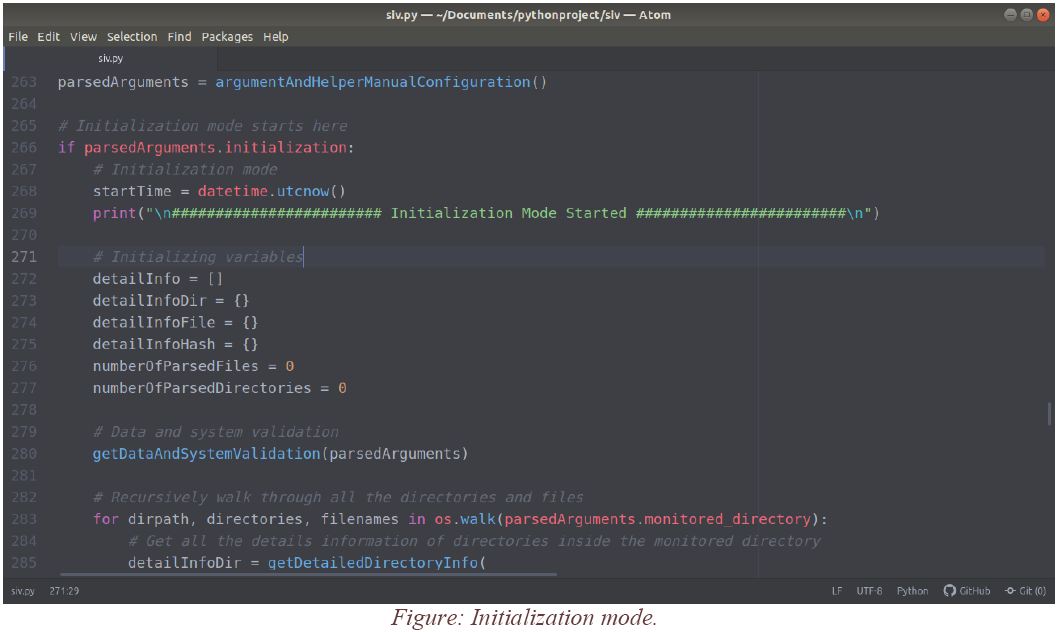 siv.py — ~/Documents/pythonproject/siv — Atom
File Edit View Selection Find Packages Help
siv.py
263 parsedArguments = argumentAndHelperManualConfiguration()
264
265 # Initialization mode starts here
266 if parsedArguments.initialization:
267     # Initialization mode
268     startTime = datetime.utcnow()
269     print("\n######################## Initialization Mode Started ########################\n")
270
271     # Initializing variables
272     detailInfo = []
273     detailInfoDir = {}
274     detailInfoFile = {}
275     detailInfoHash = {}
276     numberOfParsedFiles = 0
277     numberOfParsedDirectories = 0
278
279     # Data and system validation
280     getDataAndSystemValidation(parsedArguments)
281
282     # Recursively walk through all the directories and files
283     for dirpath, directories, filenames in os.walk(parsedArguments.monitored_directory):
284         # Get all the details information of directories inside the monitored directory
285         detailInfoDir = getDetailedDirectoryInfo(
siv.py 271:29 LF UTF-8 Python GitHub Git (0)
Figure: Initialization mode.